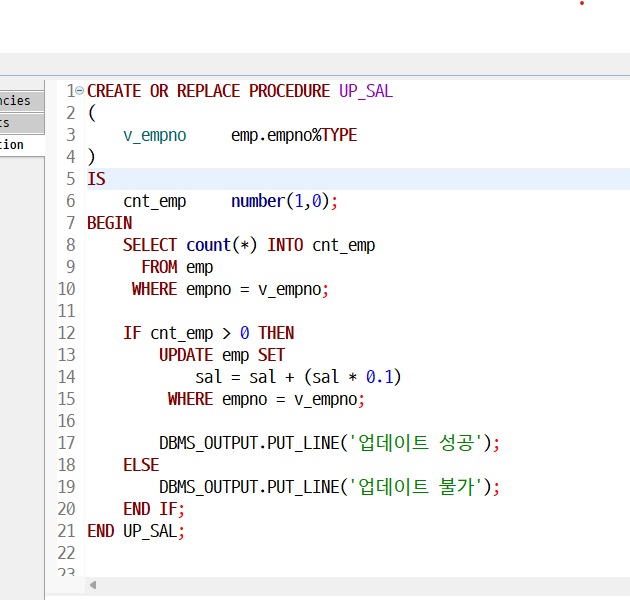 ncies
ts
tion
1 CREATE OR REPLACE PROCEDURE UP_SAL
2 (
3     v_empno     emp.empno%TYPE
4 )
5 IS
6     cnt_emp     number(1,0);
7 BEGIN
8     SELECT count(*) INTO cnt_emp
9       FROM emp
10      WHERE empno = v_empno;
11
12     IF cnt_emp > 0 THEN
13         UPDATE emp SET
14             sal = sal + (sal * 0.1)
15          WHERE empno = v_empno;
16
17         DBMS_OUTPUT.PUT_LINE('업데이트 성공');
18     ELSE
19         DBMS_OUTPUT.PUT_LINE('업데이트 불가');
20     END IF;
21 END UP_SAL;
22
23